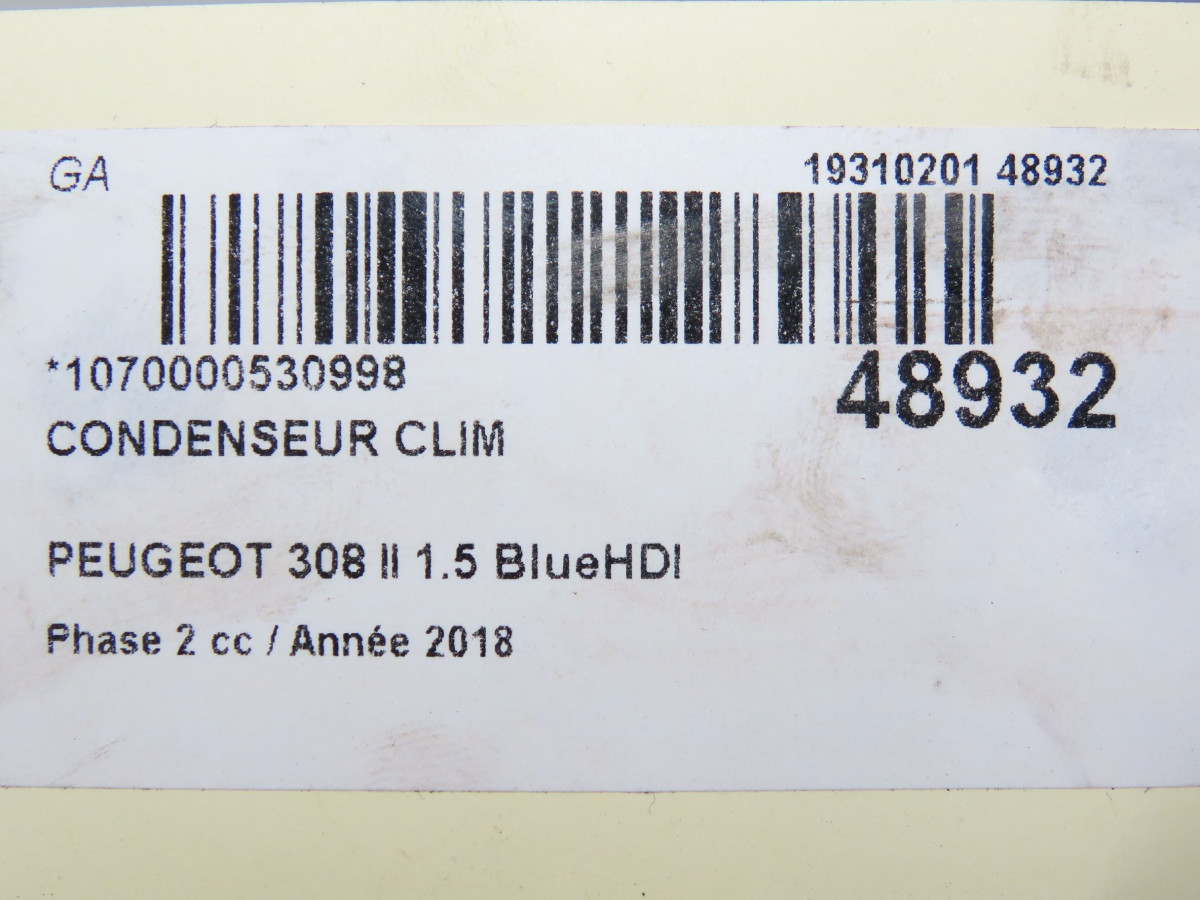 GA 19310201 48932
*1070000530998 48932
CONDENSEUR CLIM
PEUGEOT 308 II 1.5 BlueHDI
Phase 2 cc / Année 2018